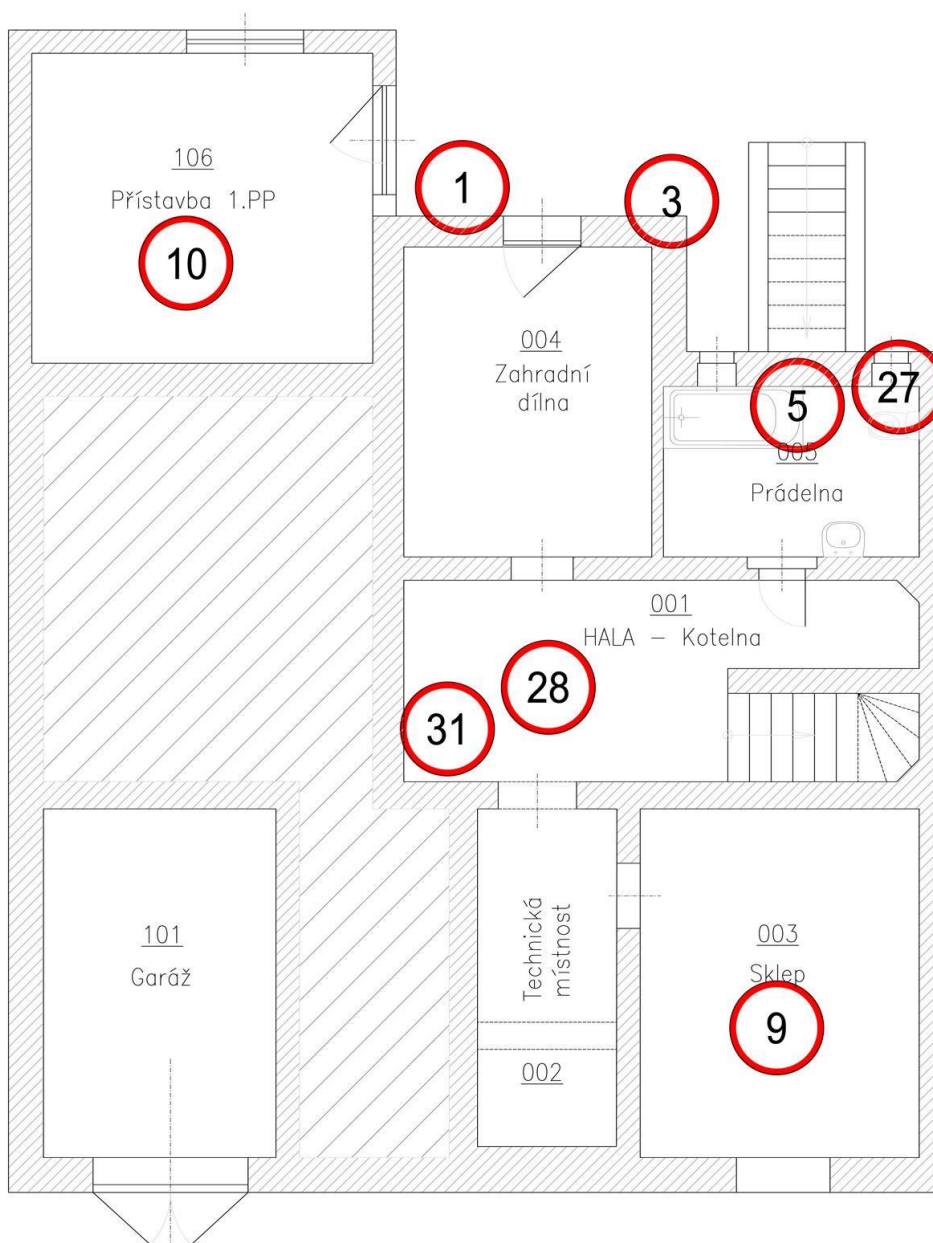 106
Přístavba 1.PP
10
1
3
004
Zahradní
dílna
5
27
005
Prádelna
001
HALA – Kotelna
28
31
101
Garáž
Technická
místnost
002
003
Sklep
9